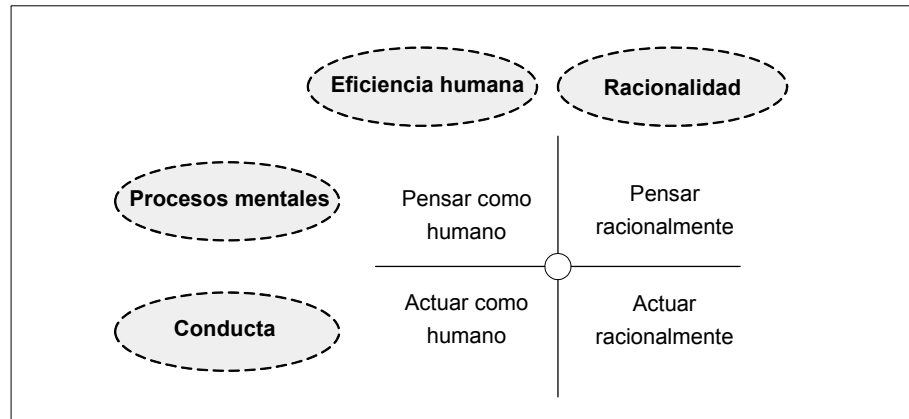 Eficiencia humana
Racionalidad
Procesos mentales
Pensar como
humano
Pensar
racionalmente
Conducta
Actuar como
humano
Actuar
racionalmente